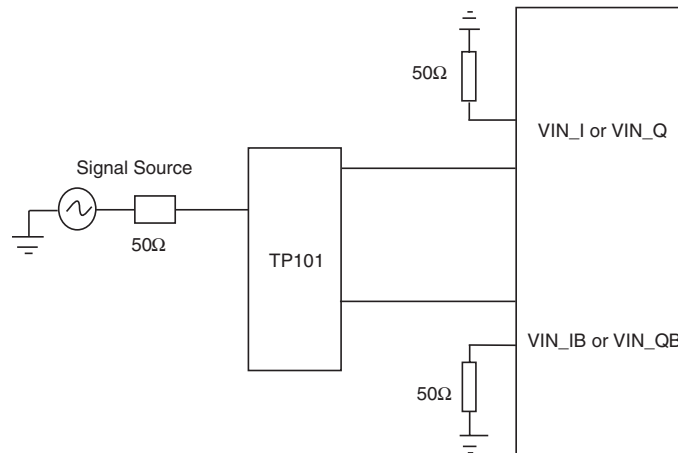 50Ω
VIN_I or VIN_Q
Signal Source
50Ω
TP101
VIN_IB or VIN_QB
50Ω